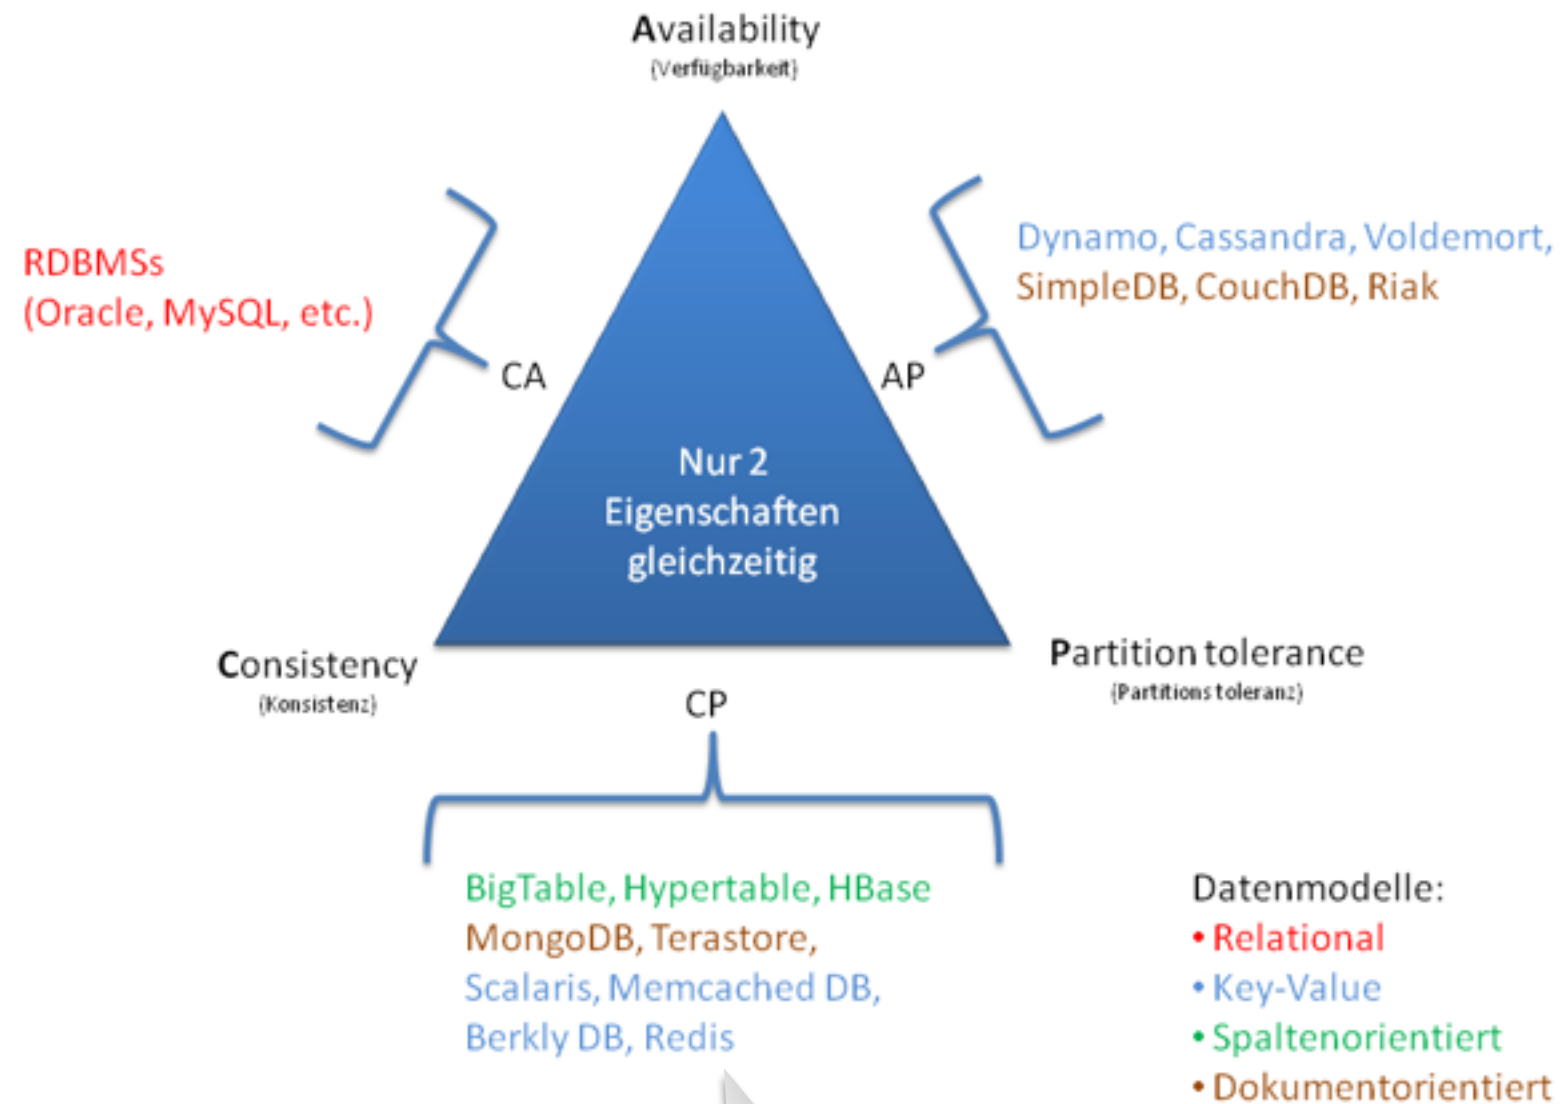 Availability
(Verfügbarkeit)
RDBMSs
(Oracle, MySQL, etc.)
Dynamo, Cassandra, Voldemort,
SimpleDB, CouchDB, Riak
CA
AP
Nur 2
Eigenschaften
gleichzeitig
Consistency
(Konsistenz)
Partition tolerance
(Partitions toleranz)
CP
BigTable, Hypertable, HBase
MongoDB, Terastore,
Scalaris, Memcached DB,
Berkly DB, Redis
Datenmodelle:
• Relational
• Key-Value
• Spaltenorientiert
• Dokumentorientiert